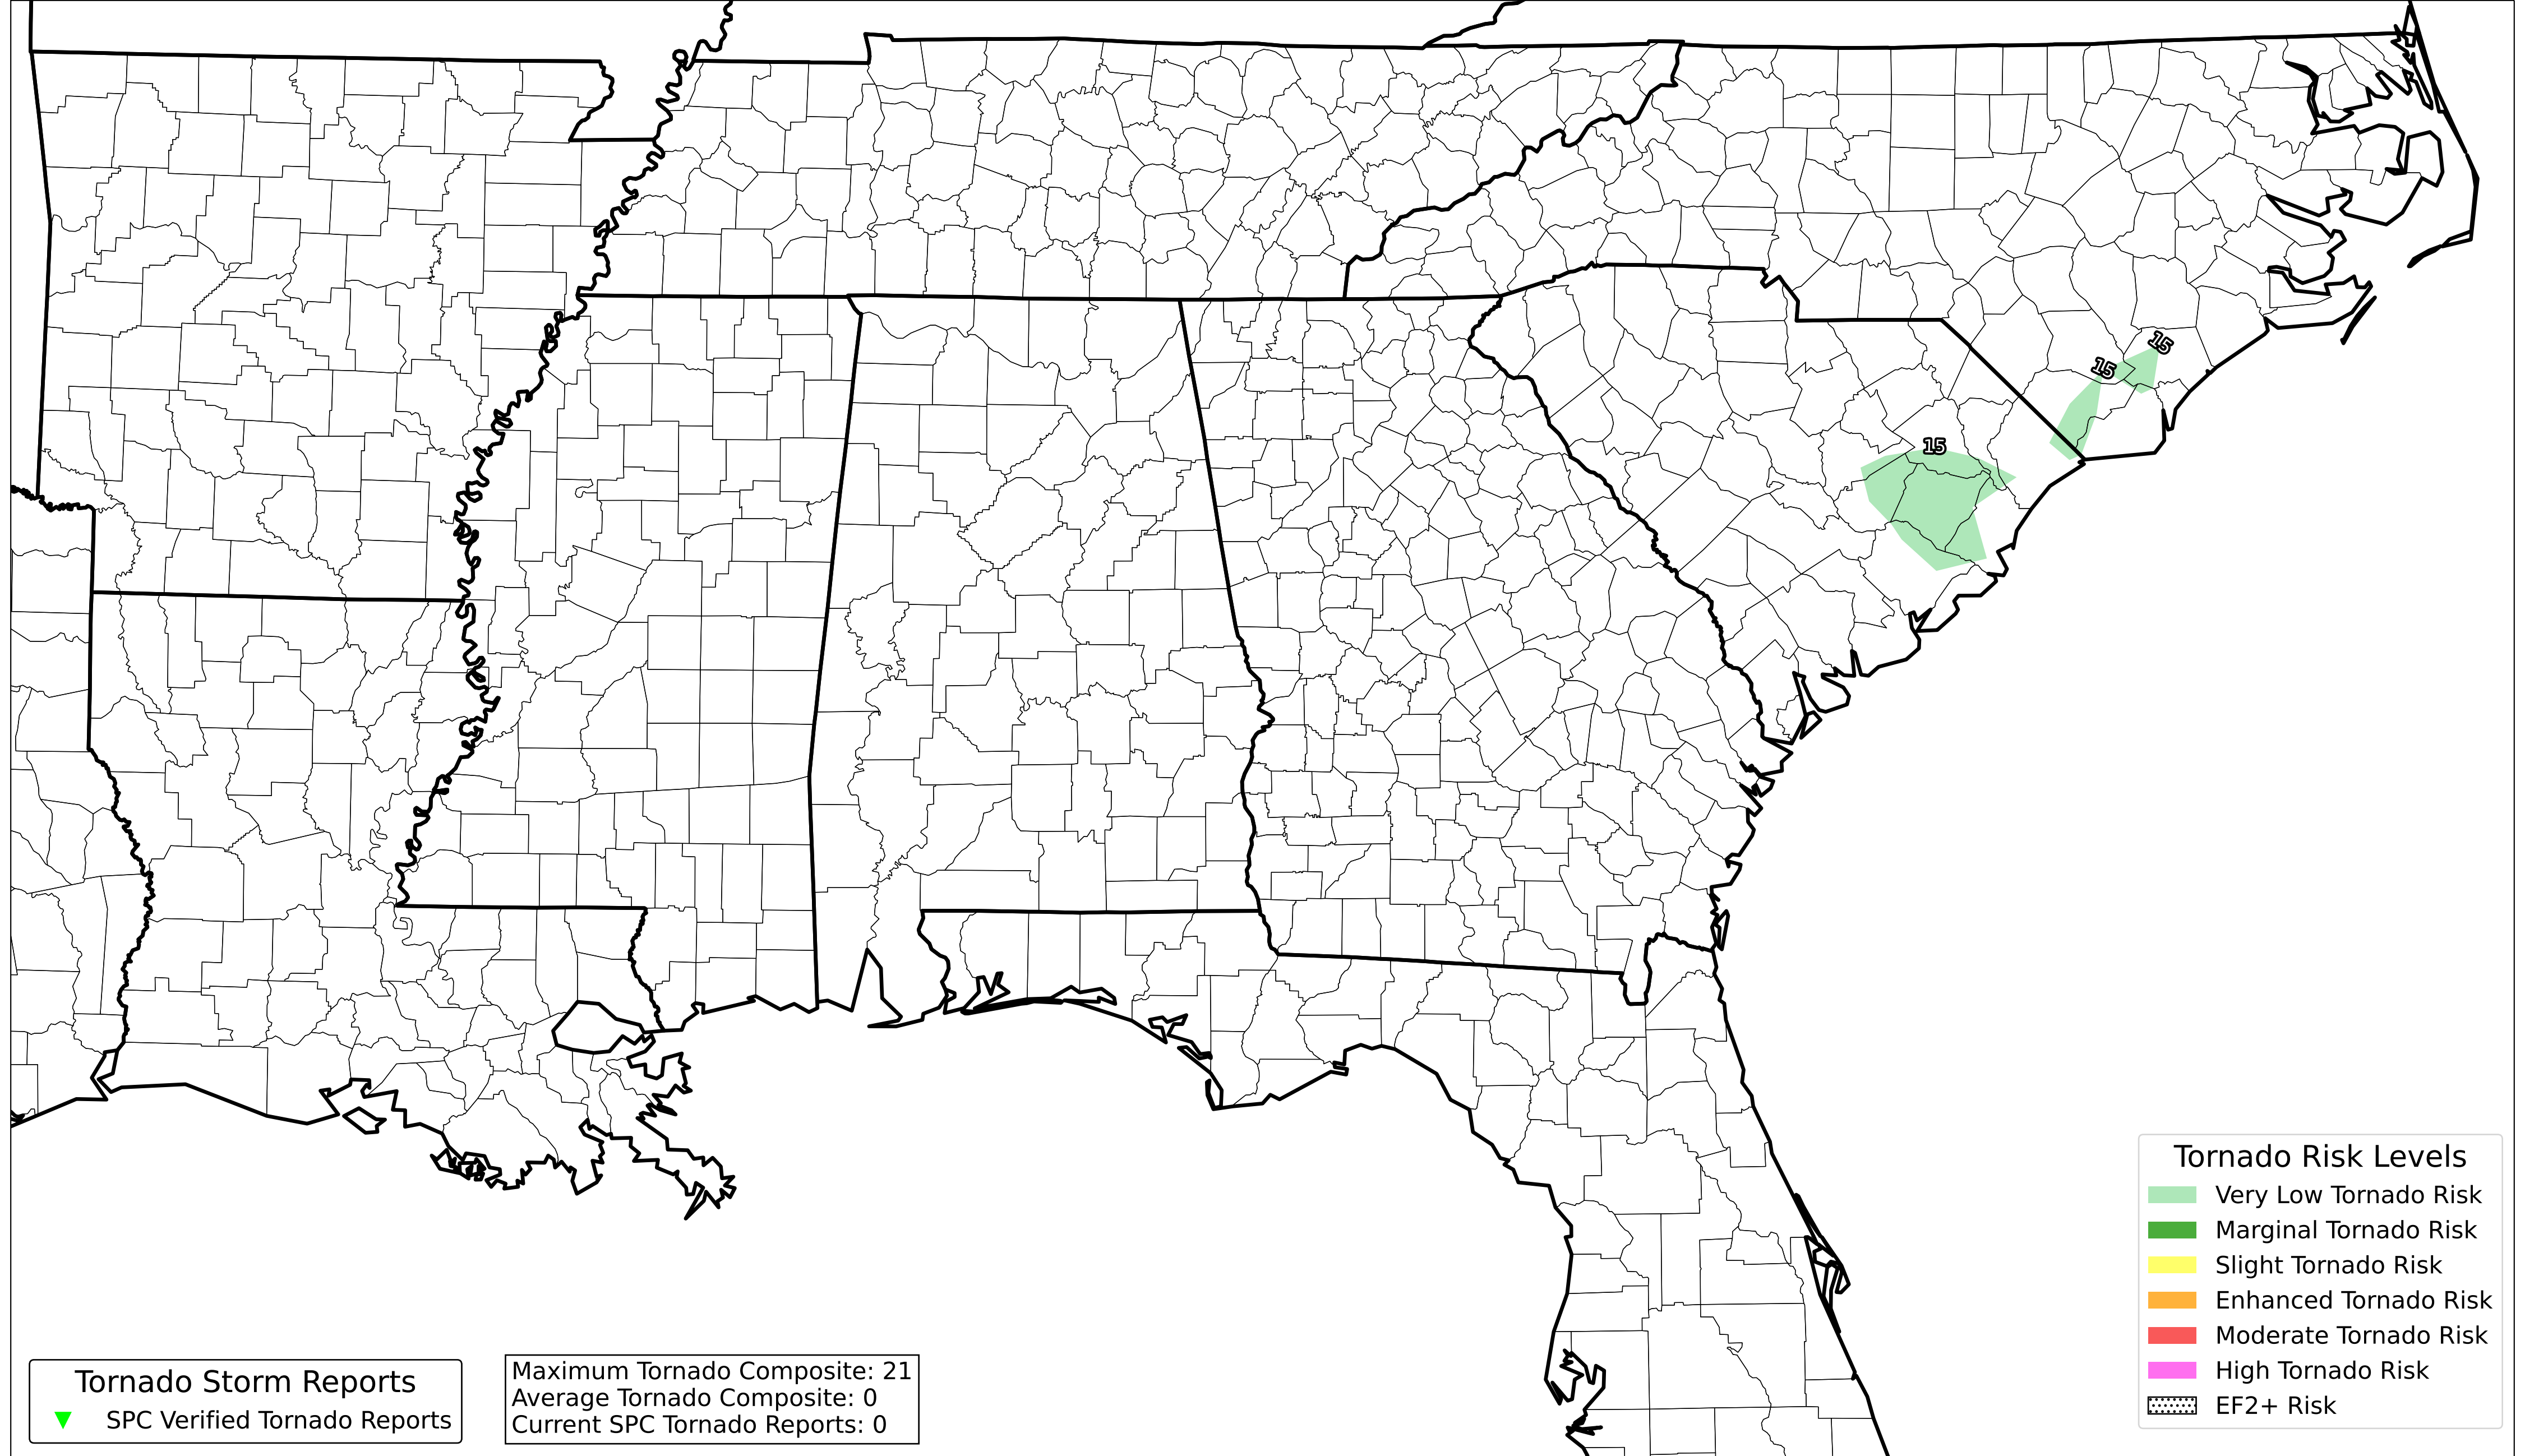 15
15
15
Tornado Risk Levels
Very Low Tornado Risk
Marginal Tornado Risk
Slight Tornado Risk
Enhanced Tornado Risk
Moderate Tornado Risk
High Tornado Risk
EF2+ Risk
Tornado Storm Reports
SPC Verified Tornado Reports
Maximum Tornado Composite: 21
Average Tornado Composite: 0
Current SPC Tornado Reports: 0